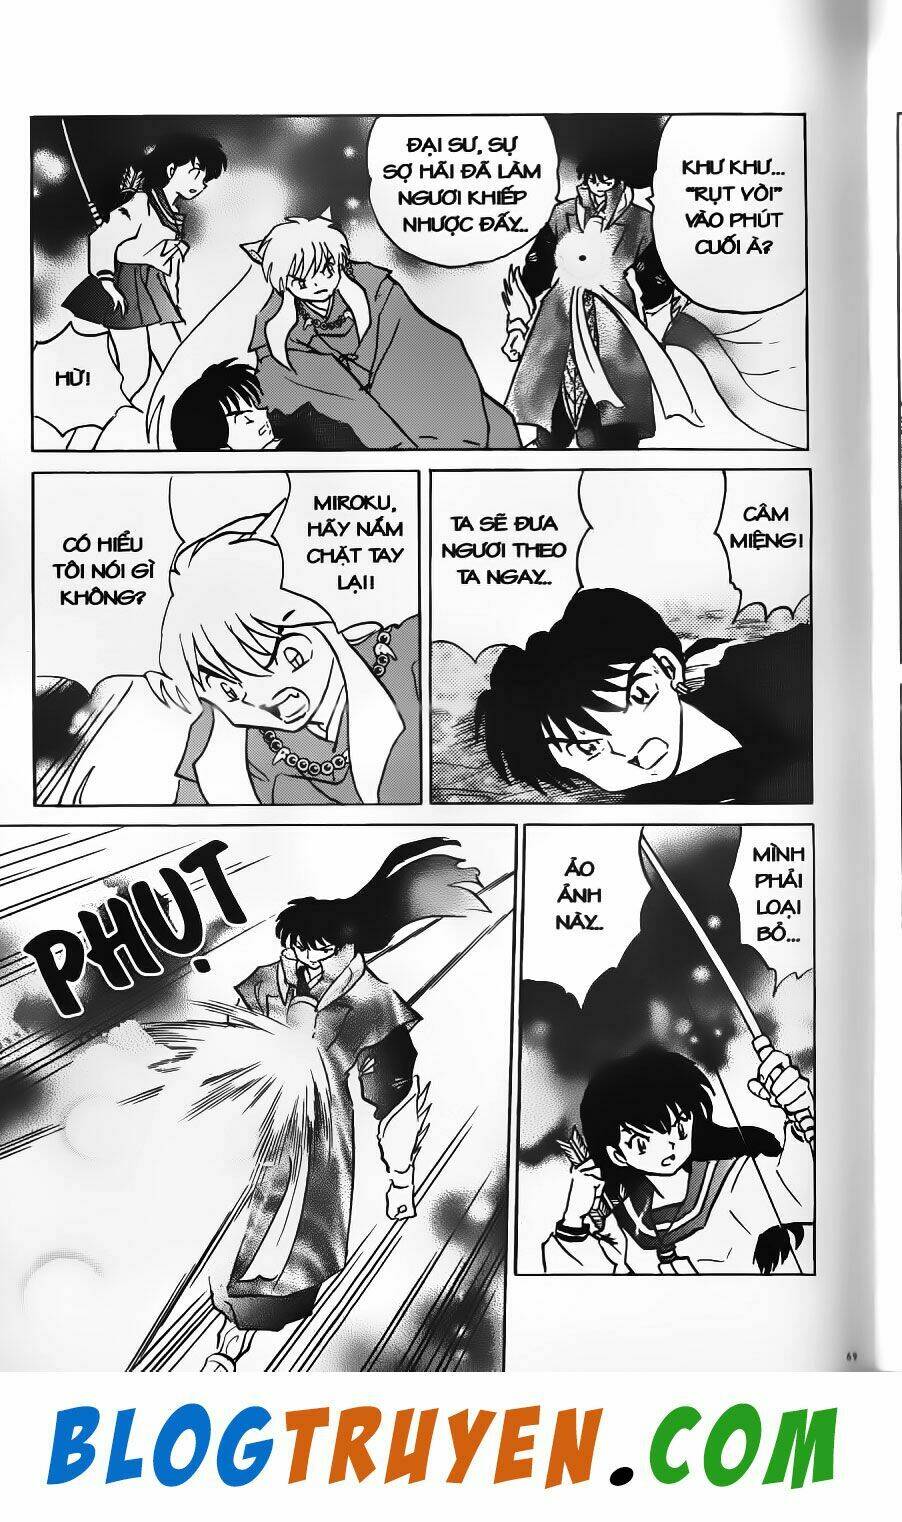 KHƯ KHƯ...
"RỤT VÒI"
VÀO PHÚT
CUỐI À?
ĐẠI SƯ, SỰ
SỢ HÃI ĐÃ LÀM
NGƯƠI KHIẾP
NHƯỢC ĐẤY...
HỪ!
CÂM
MIỆNG!
TA SẼ ĐƯA
NGƯƠI THEO
TA NGAY...
MIROKU,
HÃY NẮM
CHẶT TAY
LẠI!
CÓ HIỂU
TÔI NÓI GÌ
KHÔNG?
MÌNH
PHẢI
LOẠI
BỎ...
ẢO
ẢNH
NÀY...
PHỤT
69
BLOGTRUYEN.COM